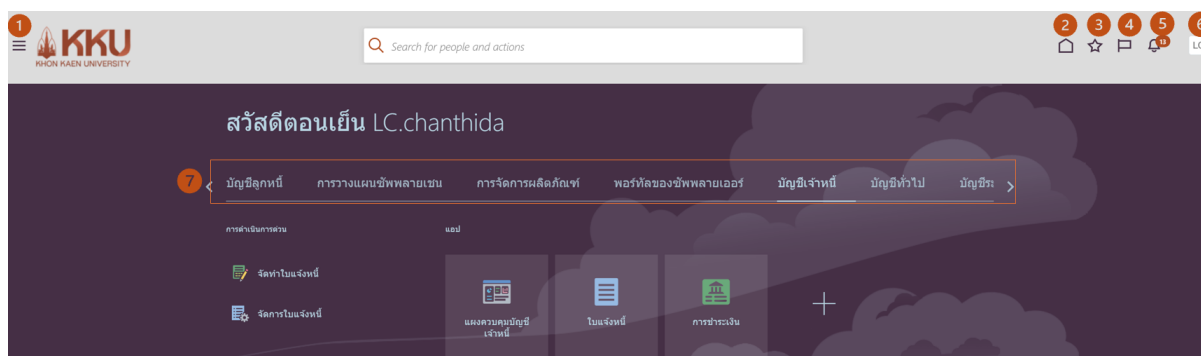 1
2 3 4 5 6
KKU
KHON KAEN UNIVERSITY
Search for people and actions
13
LC
สวัสดีตอนเย็น LC.chanthida
7
บัญชีลูกหนี้ การวางแผนซัพพลายเชน การจัดการผลิตภัณฑ์ พอร์ทัลของซัพพลายเออร์ บัญชีเจ้าหนี้ บัญชีทั่วไป บัญชีระ
การดำเนินการด่วน แอป
จัดทำใบแจ้งหนี้
จัดการใบแจ้งหนี้
แผงควบคุมบัญชี ใบแจ้งหนี้ การชำระเงิน
เจ้าหนี้